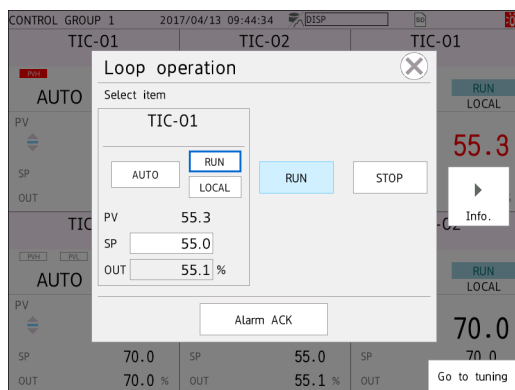 CONTROL GROUP 1 2017/04/13 09:44:34 DISP SD
TIC-01 TIC-02 TIC-01
PVH
AUTO
RUN
LOCAL
PV
55.3
SP
OUT
Loop operation
Select item
TIC-01
AUTO
RUN
LOCAL
RUN
STOP
PV 55.3
SP 55.0
OUT 55.1 %
Alarm ACK
Info.
TIC
-02
PVH PVL
AUTO
RUN
LOCAL
PV
70.0
SP 70.0 SP 55.0 SP 70.0
OUT 70.0 % OUT 55.1 % OUT
Go to tuning